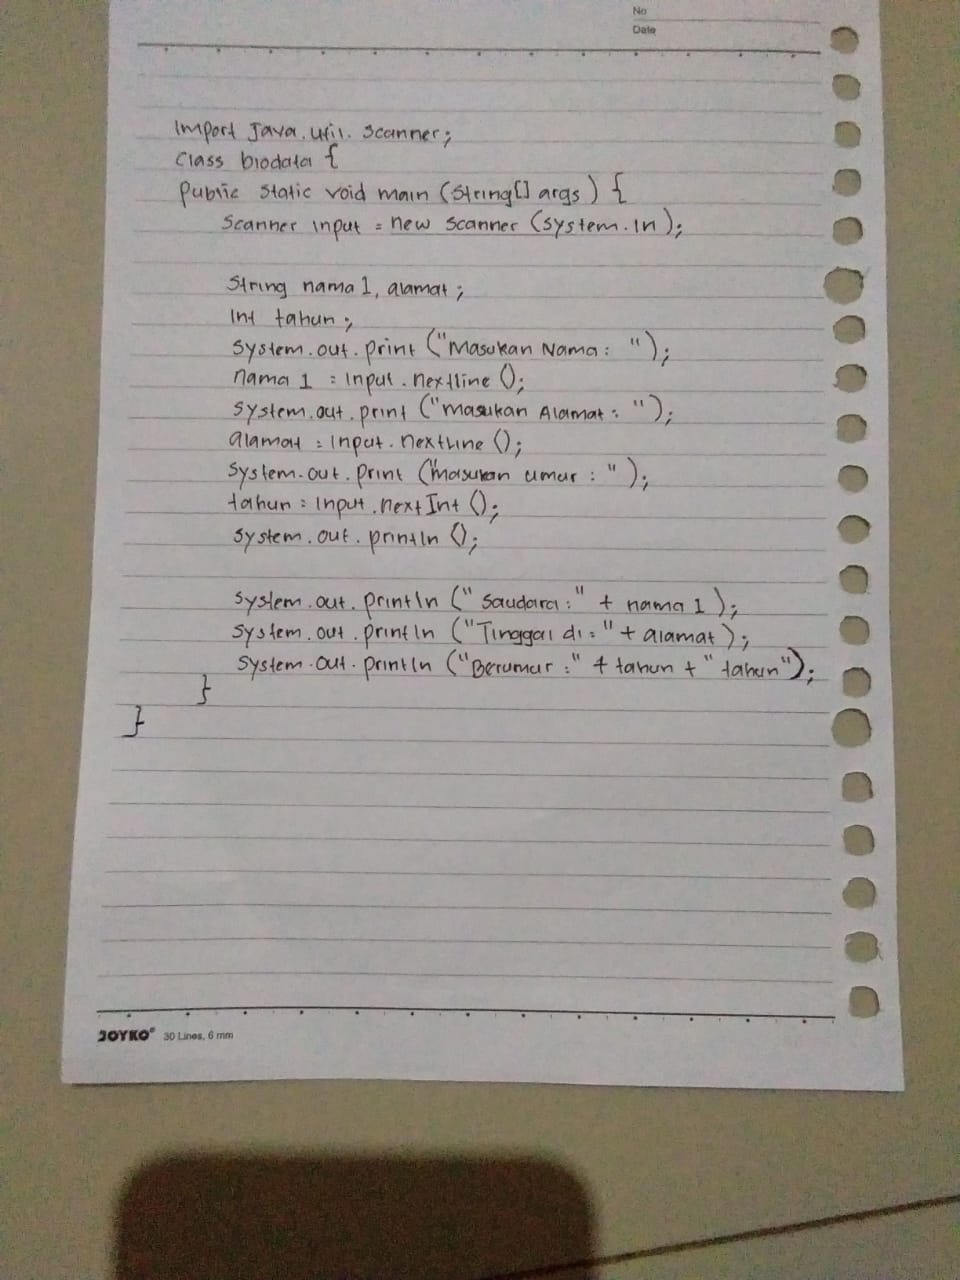 No
Date
Import Java.util.scanner;
Class biodata {
Public static void main (String[] args) {
Scanner input = new scanner (system.in);
String nama 1, alamat;
Int tahun;
System.out.print ("Masukan Nama: ");
nama 1 = Input.nextline ();
System.out.print ("masukan Alamat: ");
alamat = Input.nextLine ();
System.out.print ("Masukan umur : ");
tahun = Input.nextInt ();
System.out.println ();
System.out.println ("Saudara:" + nama 1);
System.out.println ("Tinggal di:" + alamat);
System.out.println ("Berumur:" + tahun + " tahun");
}
}
JOYKO® 30 Lines, 6 mm